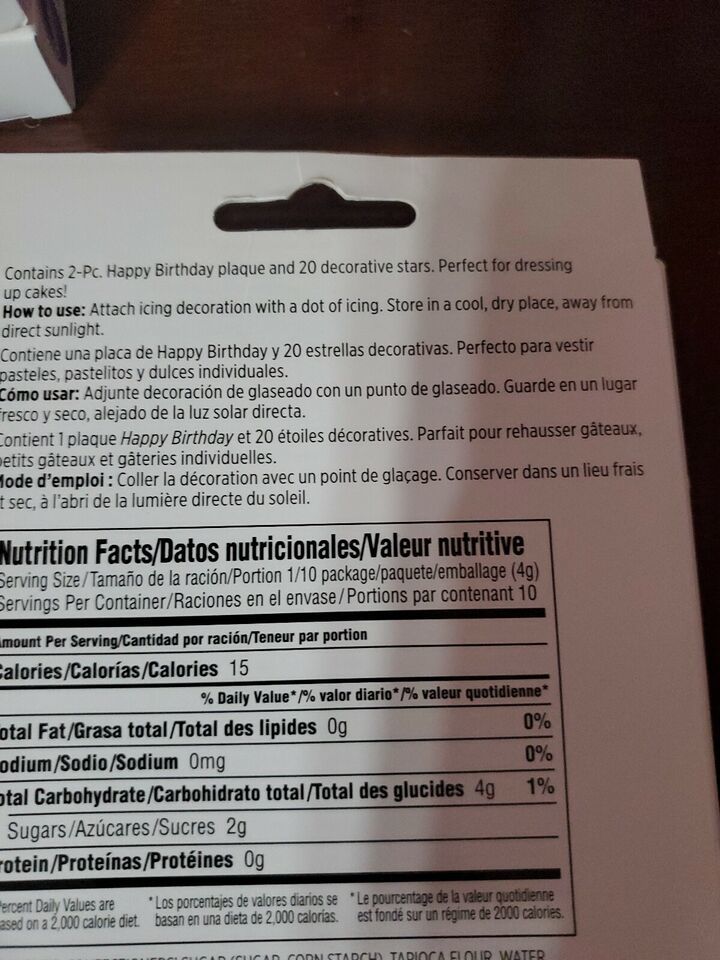 Contains 2-Pc. Happy Birthday plaque and 20 decorative stars. Perfect for dressing
up cakes!
How to use: Attach icing decoration with a dot of icing. Store in a cool, dry place, away from
direct sunlight.
Contiene una placa de Happy Birthday y 20 estrellas decorativas. Perfecto para vestir
pasteles, pastelitos y dulces individuales.
Cómo usar: Adjunte decoración de glaseado con un punto de glaseado. Guarde en un lugar
fresco y seco, alejado de la luz solar directa.
Contient 1 plaque Happy Birthday et 20 étoiles décoratives. Parfait pour rehausser gâteaux,
petits gâteaux et gâteries individuelles.
Mode d'emploi : Coller la décoration avec un point de glaçage. Conserver dans un lieu frais
et sec, à l'abri de la lumière directe du soleil.
Nutrition Facts/Datos nutricionales/Valeur nutritive
Serving Size/Tamaño de la ración/Portion 1/10 package/paquete/emballage (4g)
Servings Per Container/Raciones en el envase/Portions par contenant 10
Amount Per Serving/Cantidad por ración/Teneur par portion
Calories/Calorías/Calories 15
% Daily Value*/% valor diario*/% valeur quotidienne*
Total Fat/Grasa total/Total des lipides 0g 0%
Sodium/Sodio/Sodium 0mg 0%
Total Carbohydrate/Carbohidrato total/Total des glucides 4g 1%
Sugars/Azúcares/Sucres 2g
Protein/Proteínas/Protéines 0g
Percent Daily Values are
based on a 2,000 calorie diet.
* Los porcentajes de valores diarios se
basan en una dieta de 2,000 calorías.
* Le pourcentage de la valeur quotidienne
est fondé sur un régime de 2000 calories.
SUGAR (SUGAR, CORN STARCH), TAPIOCA FLOUR, WATER,